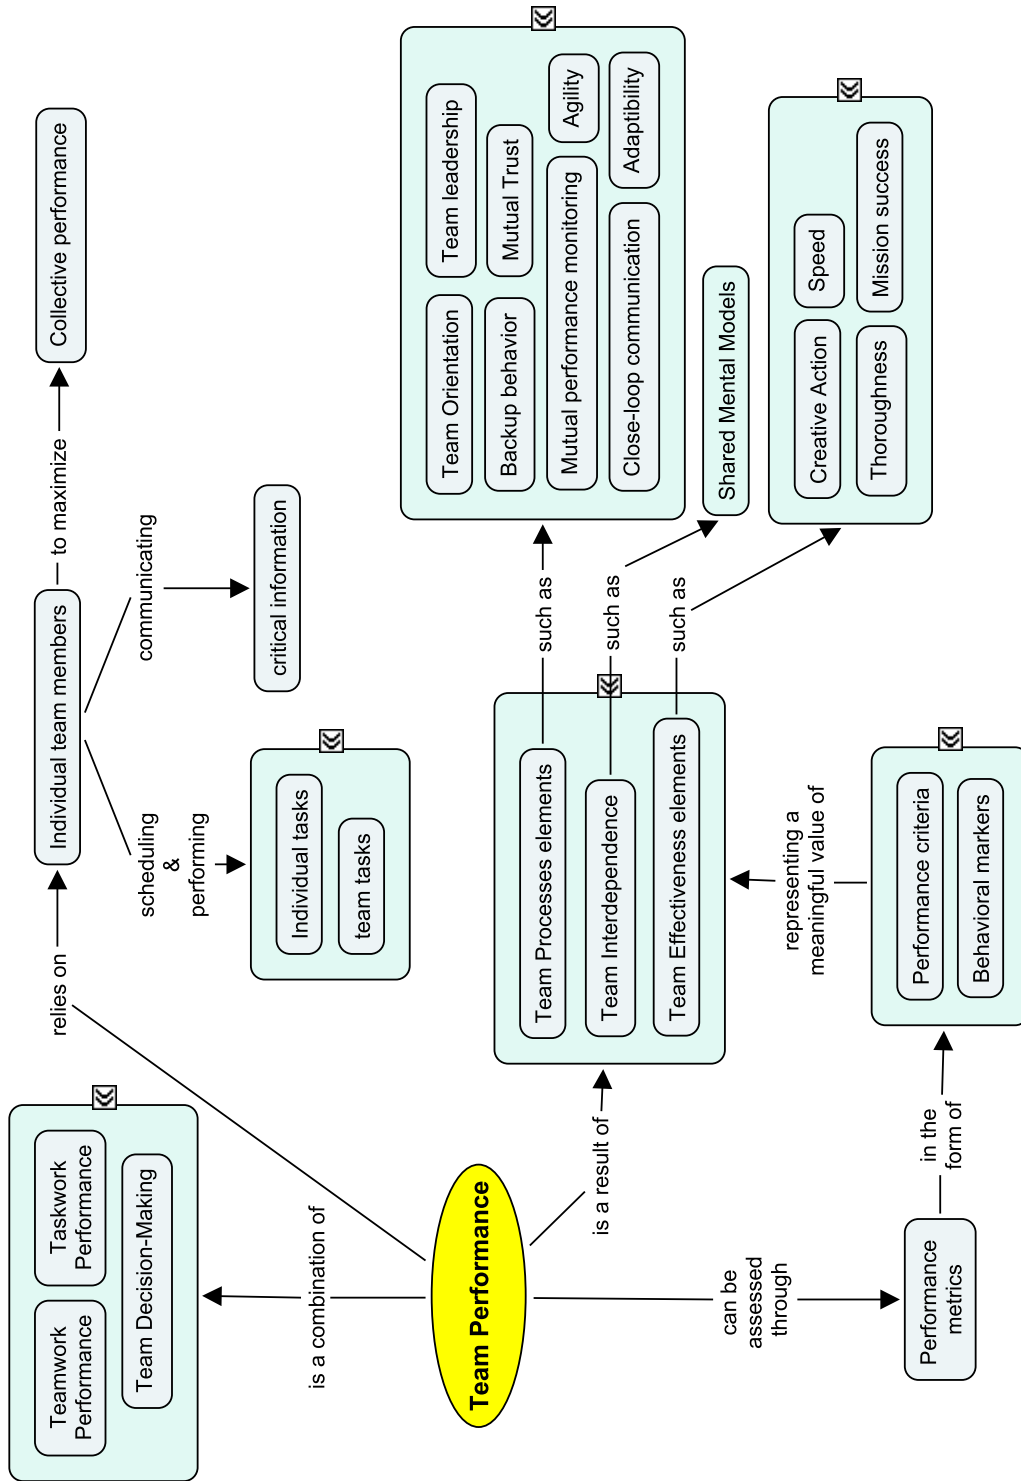 Teamwork
Performance
Taskwork
Performance
Team Decision-Making
is a combination of
relies on
Individual team members
to maximize
Collective performance
scheduling
&
performing
communicating
Individual tasks
team tasks
critical information
Team Performance
is a result of
Team Processes elements
Team Interdependence
Team Effectiveness elements
such as
such as
such as
Team Orientation
Team leadership
Backup behavior
Mutual Trust
Mutual performance monitoring
Agility
Close-loop communication
Adaptibility
Shared Mental Models
Creative Action
Speed
Thoroughness
Mission success
can be
assessed
through
Performance
metrics
in the
form of
Performance criteria
Behavioral markers
representing a
meaningful value of